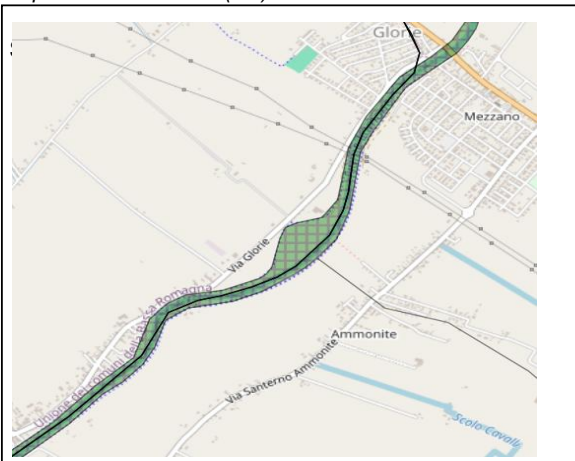 Glorie
Mezzano
Via Glorie
Unione dei comuni della Bassa Romagna
Ammonite
Via Santerno Ammonite
Scolo Cavalli